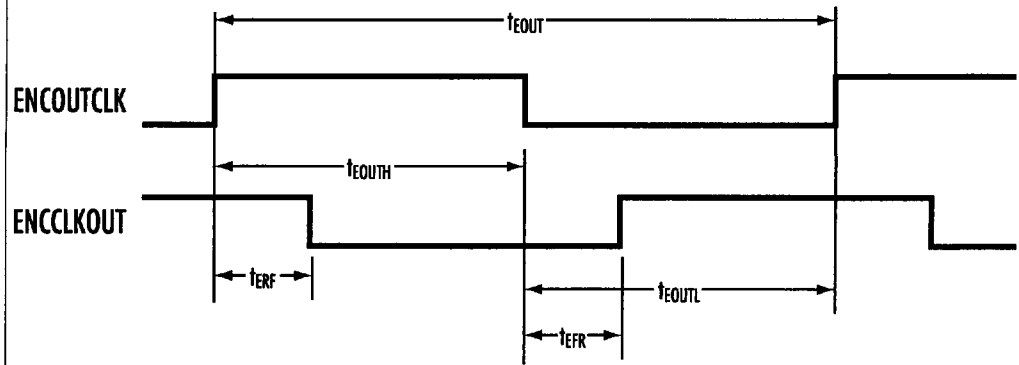 tEOUT
ENCOUTCLK
tEOUTH
ENCCLKOUT
tERF
tEOUTL
tEFR